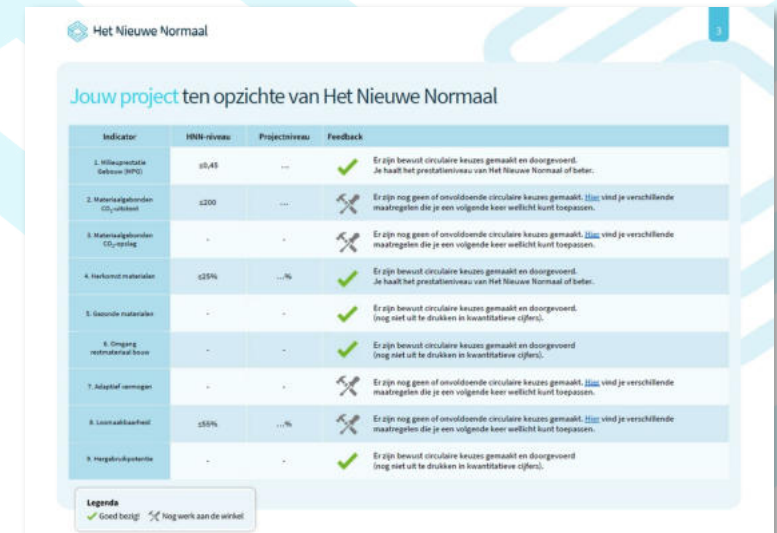 Het Nieuwe Normaal
3
Jouw project ten opzichte van Het Nieuwe Normaal
Indicator HNN-niveau Projectniveau Feedback
1. Milieuprestatie
Gebouw (MPG)
≤0,45
...
Er zijn bewust circulaire keuzes gemaakt en doorgevoerd.
Je haalt het prestatieniveau van Het Nieuwe Normaal of beter.
2. Materiaalgebonden
CO₂-uitstoot
≤200
...
Er zijn nog geen of onvoldoende circulaire keuzes gemaakt. Hier vind je verschillende
maatregelen die je een volgende keer wellicht kunt toepassen.
3. Materiaalgebonden
CO₂-opslag
-
-
Er zijn nog geen of onvoldoende circulaire keuzes gemaakt. Hier vind je verschillende
maatregelen die je een volgende keer wellicht kunt toepassen.
4. Herkomst materialen
≤25%
...%
Er zijn bewust circulaire keuzes gemaakt en doorgevoerd.
Je haalt het prestatieniveau van Het Nieuwe Normaal of beter.
5. Gezonde materialen
-
-
Er zijn bewust circulaire keuzes gemaakt en doorgevoerd.
(nog niet uit te drukken in kwantitatieve cijfers).
6. Omgang
restmateriaal bouw
-
-
Er zijn bewust circulaire keuzes gemaakt en doorgevoerd
(nog niet uit te drukken in kwantitatieve cijfers).
7. Adaptief vermogen
-
-
Er zijn nog geen of onvoldoende circulaire keuzes gemaakt. Hier vind je verschillende
maatregelen die je een volgende keer wellicht kunt toepassen.
8. Losmaakbaarheid
≤55%
...%
Er zijn nog geen of onvoldoende circulaire keuzes gemaakt. Hier vind je verschillende
maatregelen die je een volgende keer wellicht kunt toepassen.
9. Hergebruikpotentie
-
-
Er zijn bewust circulaire keuzes gemaakt en doorgevoerd
(nog niet uit te drukken in kwantitatieve cijfers).
Legenda
Goed bezig! Nog werk aan de winkel